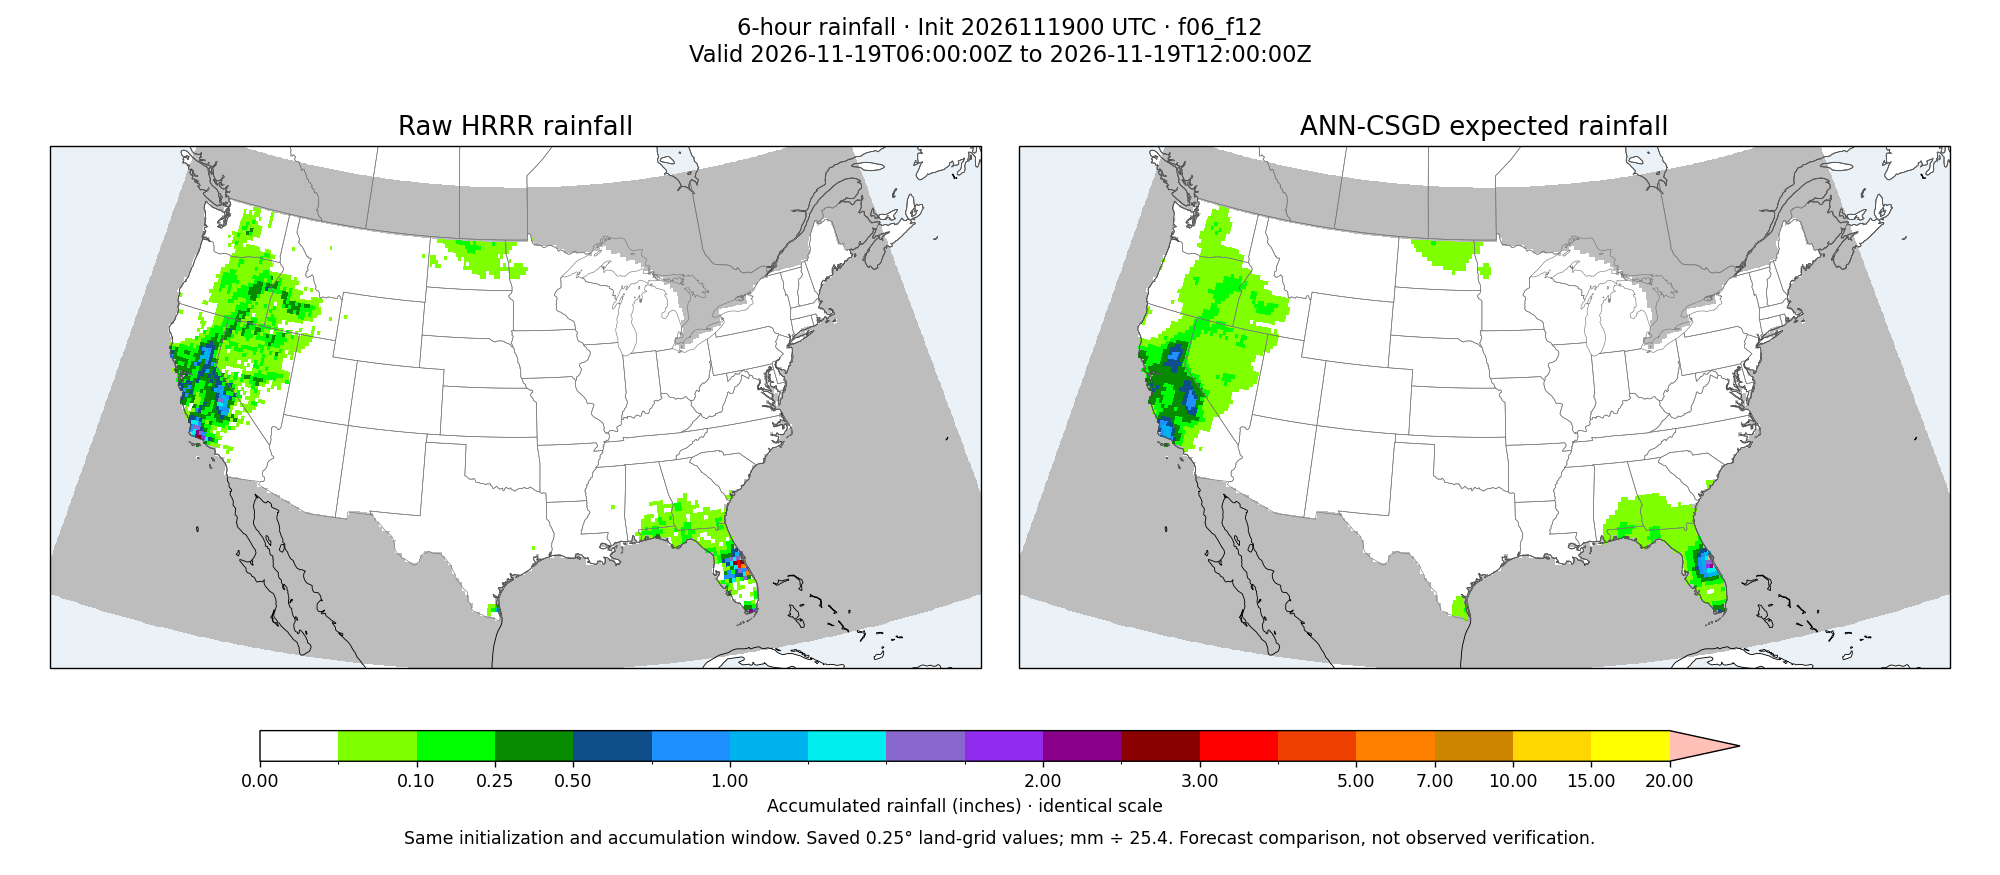 6-hour rainfall · Init 2026111900 UTC · f06_f12
Valid 2026-11-19T06:00:00Z to 2026-11-19T12:00:00Z
Raw HRRR rainfall
ANN-CSGD expected rainfall
0.00 0.10 0.25 0.50 1.00 2.00 3.00 5.00 7.00 10.00 15.00 20.00
Accumulated rainfall (inches) · identical scale
Same initialization and accumulation window. Saved 0.25° land-grid values; mm ÷ 25.4. Forecast comparison, not observed verification.